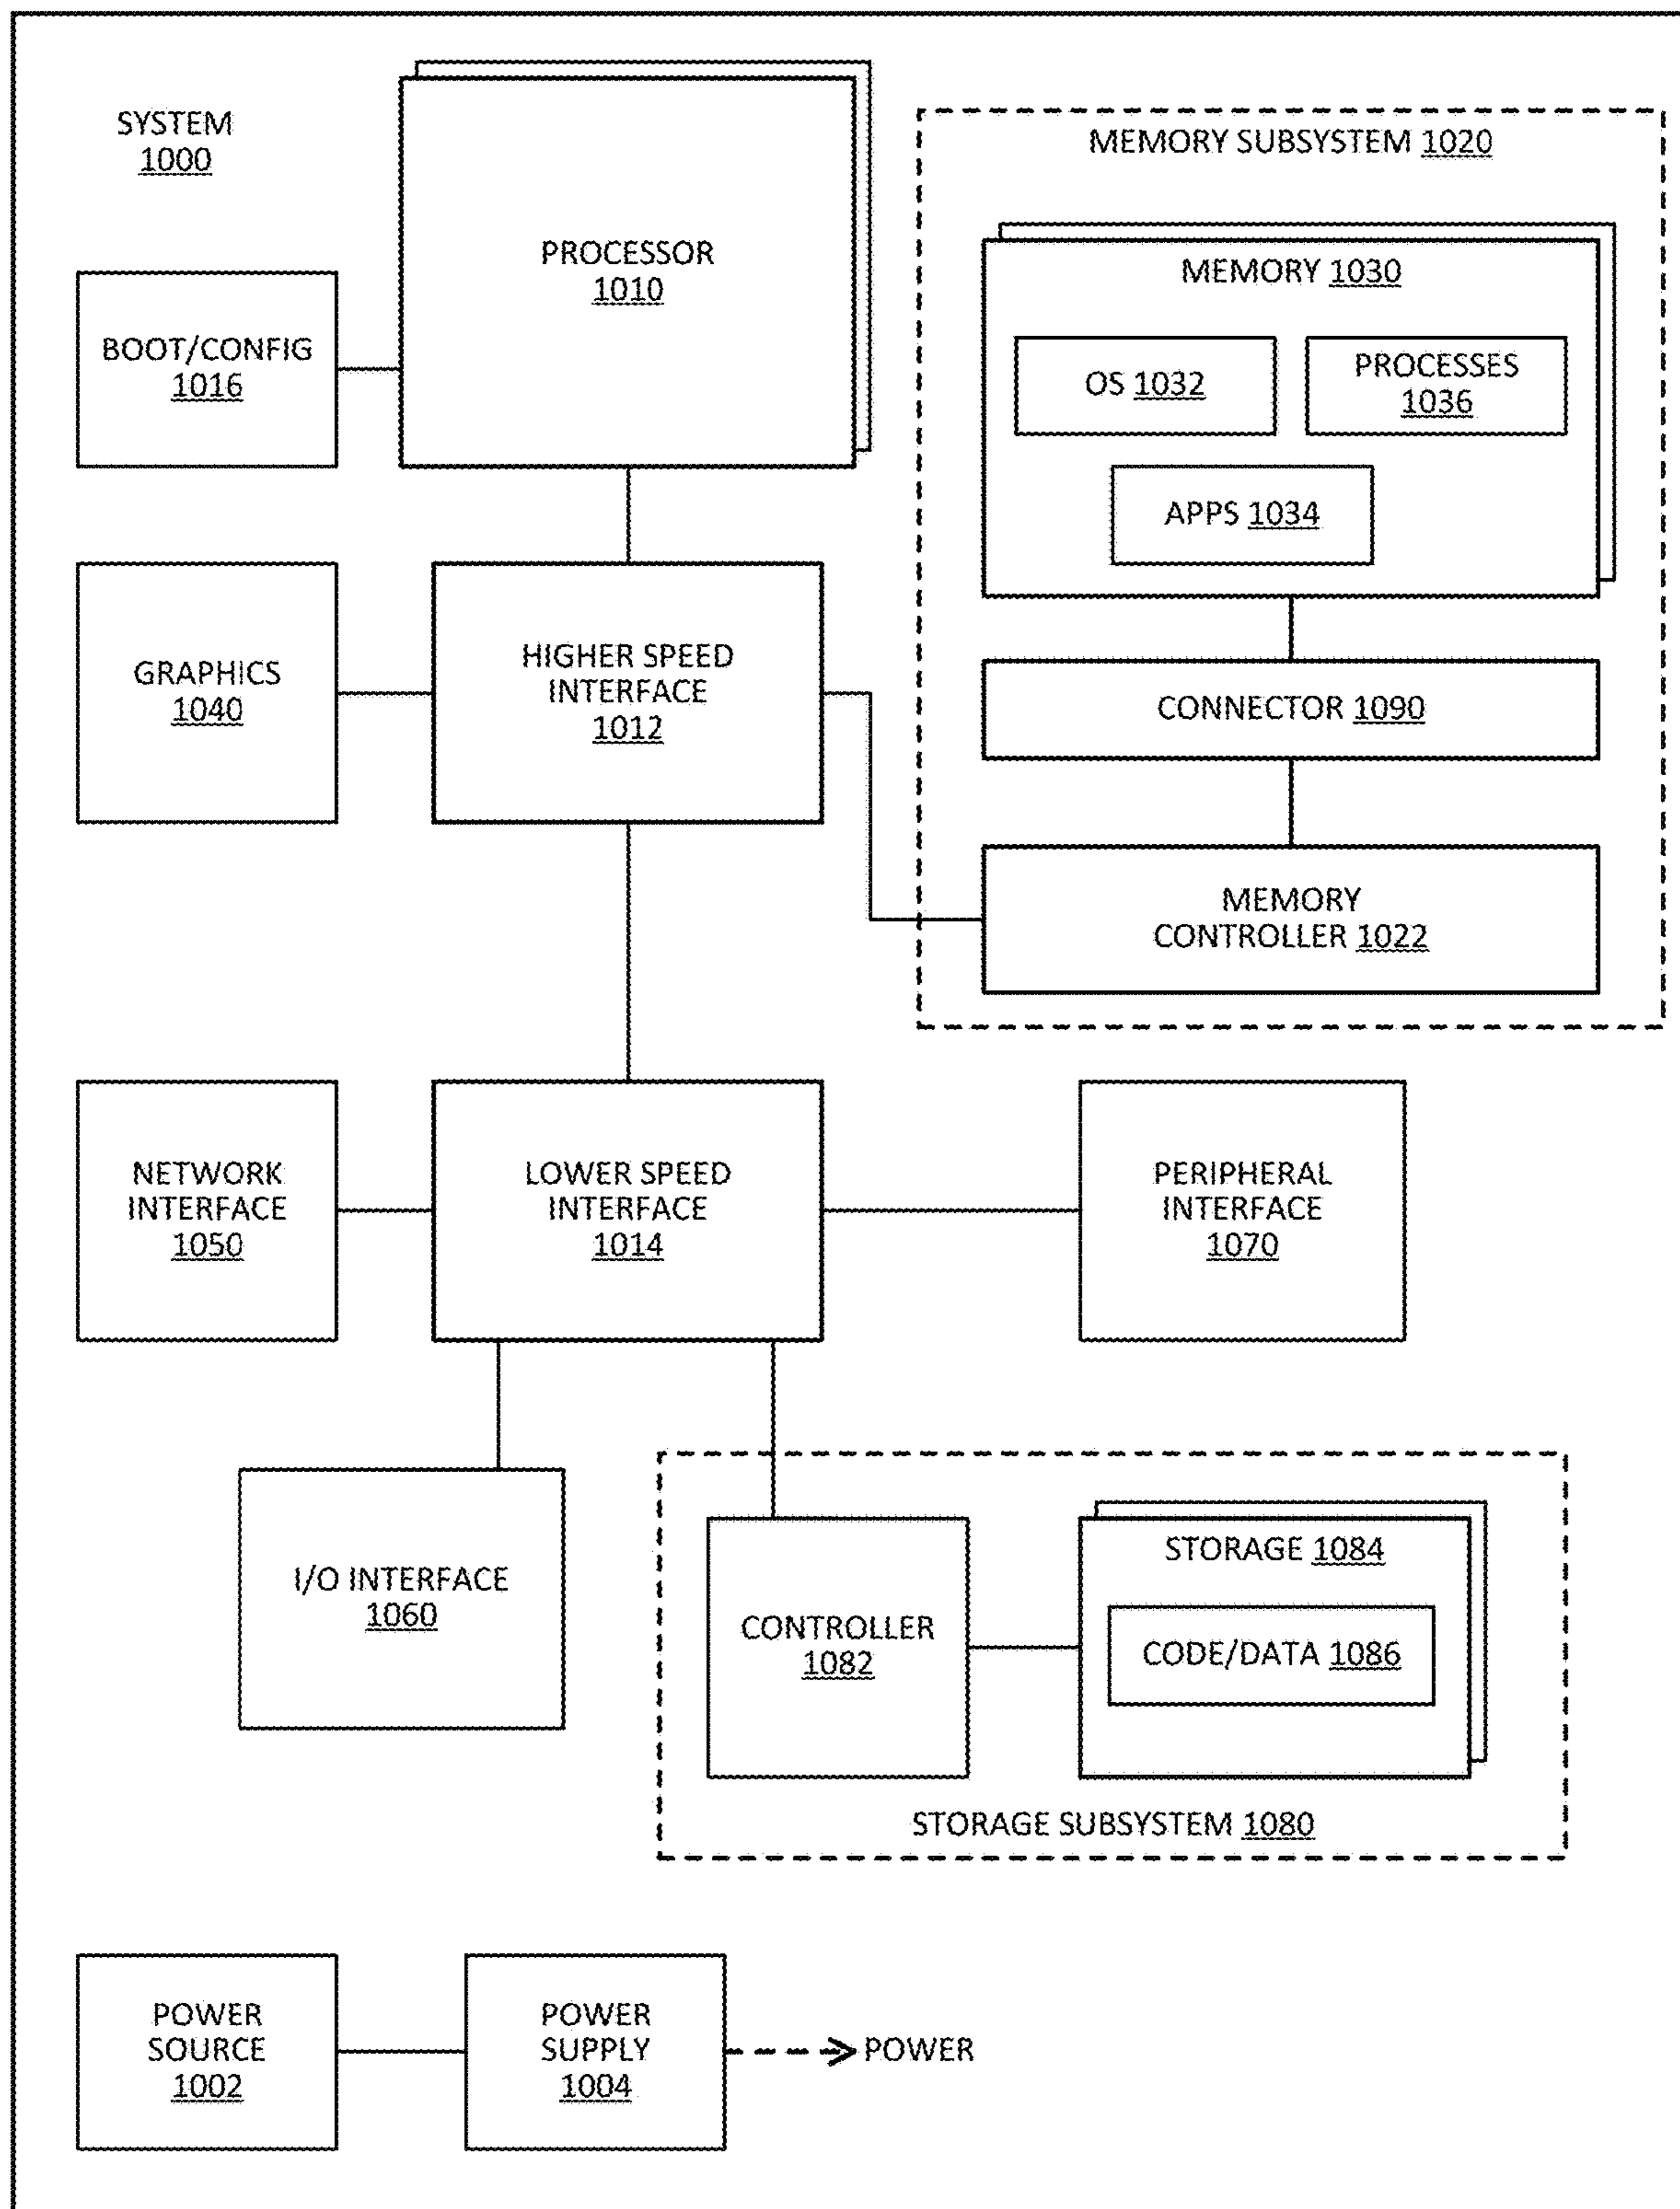 SYSTEM
1000
PROCESSOR
1010
BOOT/CONFIG
1016
MEMORY SUBSYSTEM 1020
MEMORY 1030
OS 1032
PROCESSES
1036
APPS 1034
GRAPHICS
1040
HIGHER SPEED
INTERFACE
1012
CONNECTOR 1090
MEMORY
CONTROLLER 1022
NETWORK
INTERFACE
1050
LOWER SPEED
INTERFACE
1014
PERIPHERAL
INTERFACE
1070
I/O INTERFACE
1060
CONTROLLER
1082
STORAGE 1084
CODE/DATA 1086
STORAGE SUBSYSTEM 1080
POWER
SOURCE
1002
POWER
SUPPLY
1004
POWER